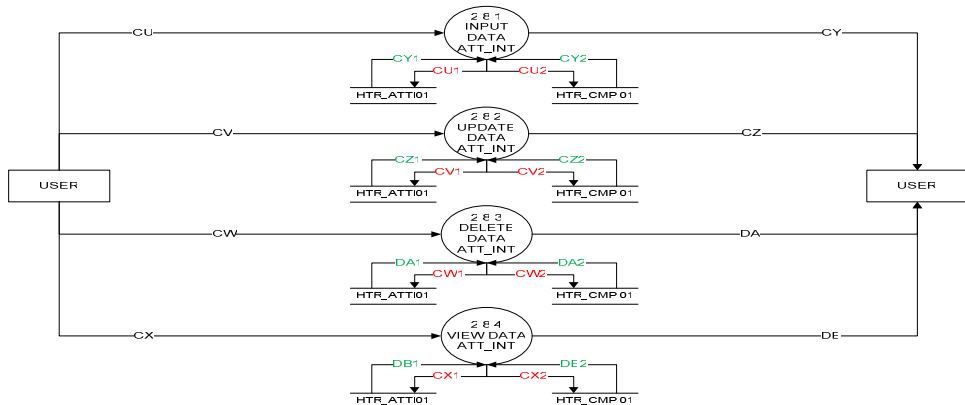 2 8 1
INPUT
DATA
ATT_INT
CU
CY
CY1
CY2
CU1
CU2
HTR_ATTI01
HTR_CMP 01
2 8 2
UPDATE
DATA
ATT_INT
CV
CZ
CZ1
CZ2
CV1
CV2
HTR_ATTI01
HTR_CMP 01
USER
USER
2 8 3
DELETE
DATA
ATT_INT
CW
DA
DA1
DA2
CW1
CW2
HTR_ATTI01
HTR_CMP 01
2 8 4
VIEW DATA
ATT_INT
CX
DE
DB1
DE2
CX1
CX2
HTR_ATTI01
HTR_CMP 01